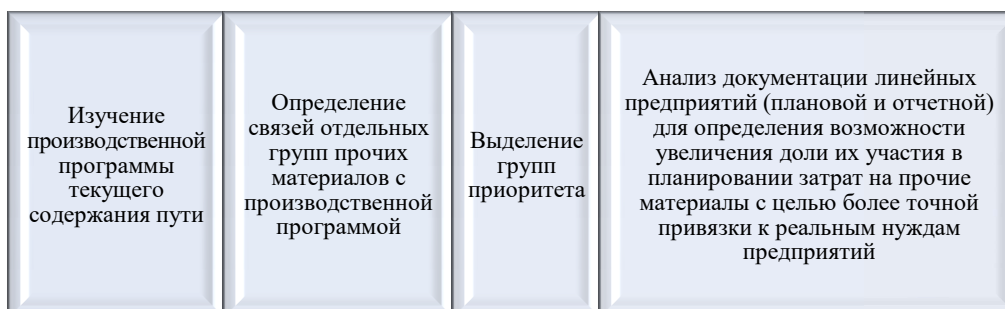 Изучение
производственной
программы
текущего
содержания пути
Определение
связей отдельных
групп прочих
материалов с
производственной
программой
Выделение
групп
приоритета
Анализ документации линейных
предприятий (плановой и отчетной)
для определения возможности
увеличения доли их участия в
планировании затрат на прочие
материалы с целью более точной
привязки к реальным нуждам
предприятий